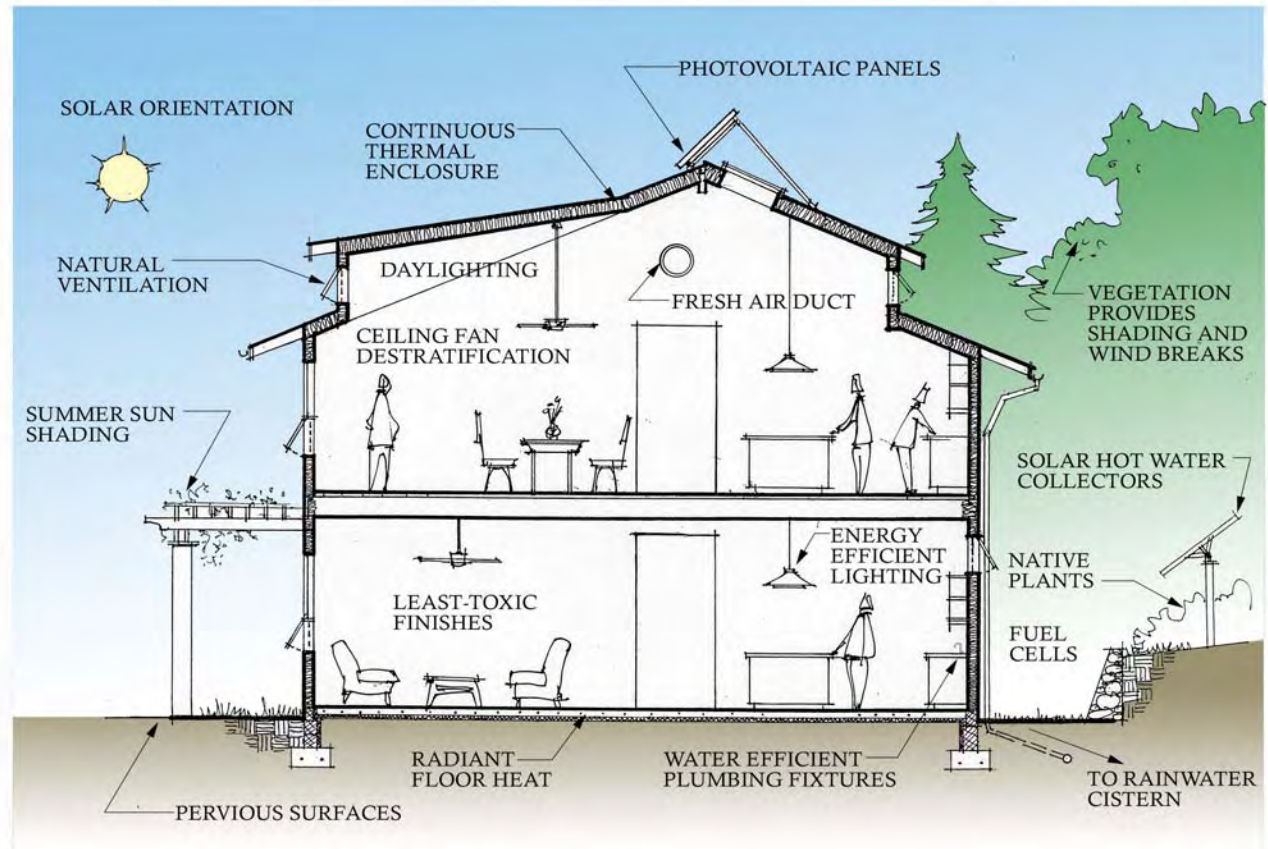 PHOTOVOLTAIC PANELS
SOLAR ORIENTATION
CONTINUOUS
THERMAL
ENCLOSURE
NATURAL
VENTILATION
DAYLIGHTING
FRESH AIR DUCT
VEGETATION
PROVIDES
SHADING AND
WIND BREAKS
CEILING FAN
DESTRATIFICATION
SUMMER SUN
SHADING
SOLAR HOT WATER
COLLECTORS
ENERGY
EFFICIENT
LIGHTING
NATIVE
PLANTS
LEAST-TOXIC
FINISHES
FUEL
CELLS
RADIANT
FLOOR HEAT
WATER EFFICIENT
PLUMBING FIXTURES
TO RAINWATER
CISTERN
PERVIOUS SURFACES